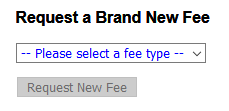 Request a Brand New Fee
-- Please select a fee type --
Request New Fee